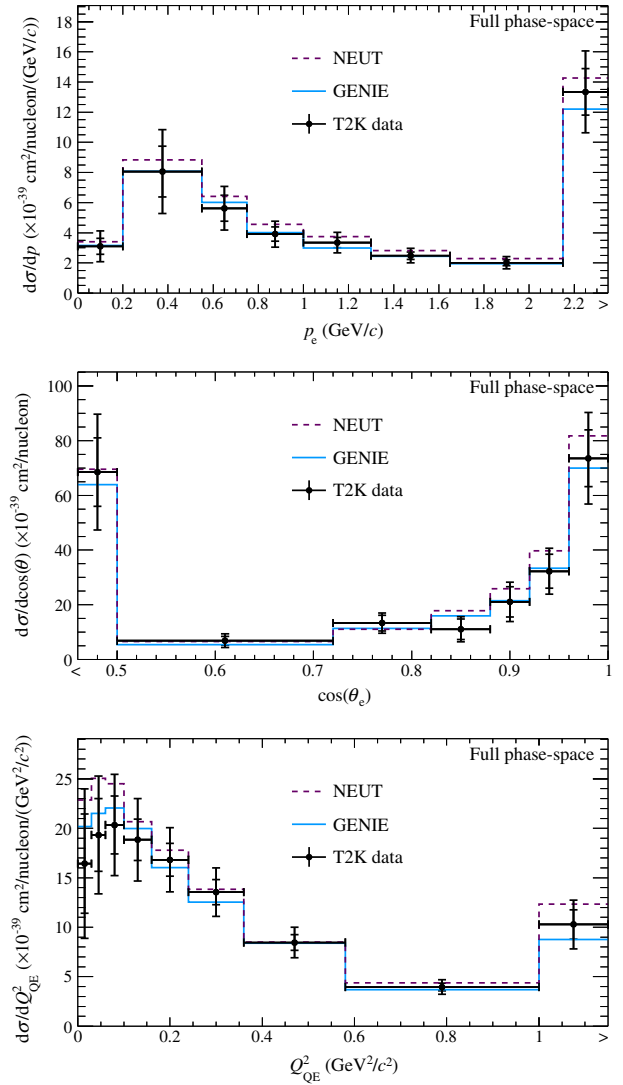 Full phase-space
NEUT
GENIE
T2K data
dσ/dp (×10⁻³⁹ cm²/nucleon/(GeV/c)
18
16
14
12
10
8
6
4
2
0
0 0.2 0.4 0.6 0.8 1 1.2 1.4 1.6 1.8 2 2.2 >
pₑ (GeV/c)
Full phase-space
NEUT
GENIE
T2K data
dσ/dcos(θ) (×10⁻³⁹ cm²/nucleon)
100
80
60
40
20
0
< 0.5 0.6 0.7 0.8 0.9 1
cos(θₑ)
Full phase-space
NEUT
GENIE
T2K data
dσ/dQ²QE (×10⁻³⁹ cm²/nucleon/(GeV²/c²))
25
20
15
10
5
0
0 0.2 0.4 0.6 0.8 1 >
Q²QE (GeV²/c²)